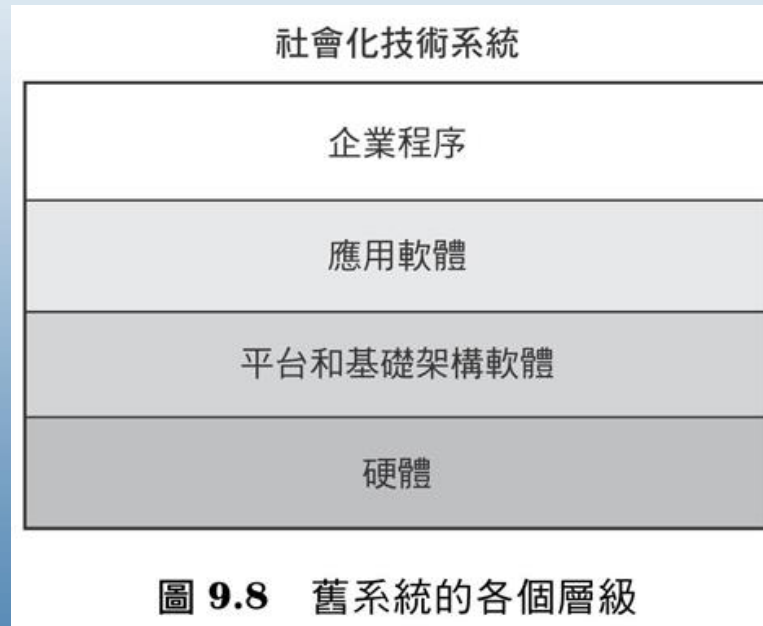 社會化技術系統
企業程序
應用軟體
平台和基礎架構軟體
硬體
圖 9.8 舊系統的各個層級